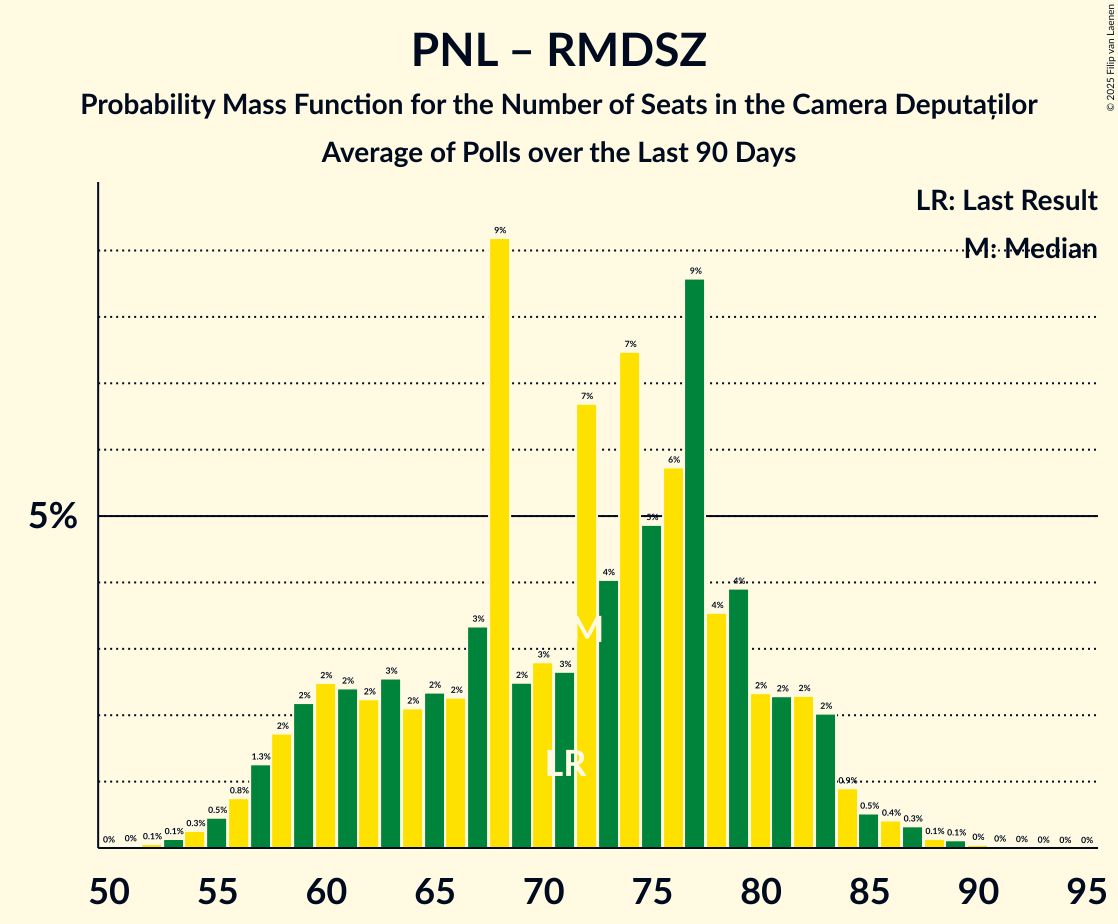 PNL – RMDSZ
Probability Mass Function for the Number of Seats in the Camera Deputaților
Average of Polls over the Last 90 Days
© 2025 Filip van Laenen
LR: Last Result
M: Median
5%
0% 0% 0.1% 0.1% 0.3% 0.5% 0.8% 1.3% 2% 2% 2% 2% 2% 3% 2% 2% 2% 3% 9% 2% 3% 3% 7% 4% 7% 5% 6% 9% 4% 4% 2% 2% 2% 2% 0.9% 0.5% 0.4% 0.3% 0.1% 0.1% 0% 0% 0% 0% 0% 0%
M
LR
50 55 60 65 70 75 80 85 90 95